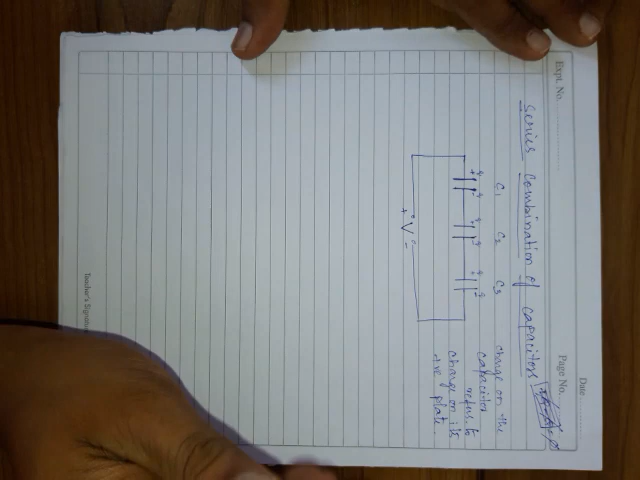 Expt. No.
Date
Page No.
Series Combination of Capacitors
C1 C2 C3
charge on the
capacitor
refers to
charge on its
+ve plate.
+ V -
Teacher's Signature